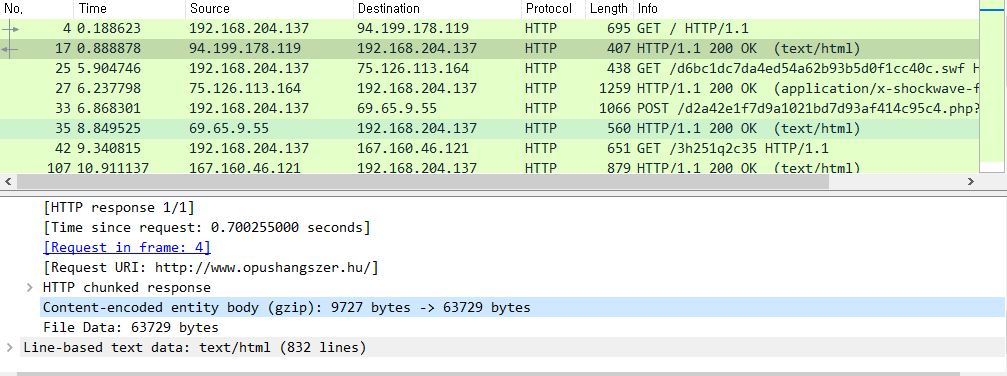 No. Time Source Destination Protocol Length Info
4 0.188623 192.168.204.137 94.199.178.119 HTTP 695 GET / HTTP/1.1
17 0.888878 94.199.178.119 192.168.204.137 HTTP 407 HTTP/1.1 200 OK (text/html)
25 5.904746 192.168.204.137 75.126.113.164 HTTP 438 GET /d6bc1dc7da4ed54a62b93b5d0f1cc40c.swf H
27 6.237798 75.126.113.164 192.168.204.137 HTTP 1259 HTTP/1.1 200 OK (application/x-shockwave-f
33 6.868301 192.168.204.137 69.65.9.55 HTTP 1066 POST /d2a42e1f7d9a1021bd7d93af414c95c4.php?
35 8.849525 69.65.9.55 192.168.204.137 HTTP 560 HTTP/1.1 200 OK (text/html)
42 9.340815 192.168.204.137 167.160.46.121 HTTP 651 GET /3h251q2c35 HTTP/1.1
107 10.911137 167.160.46.121 192.168.204.137 HTTP 879 HTTP/1.1 200 OK (text/html)
[HTTP response 1/1]
[Time since request: 0.700255000 seconds]
[Request in frame: 4]
[Request URI: http://www.opushangszer.hu/]
HTTP chunked response
Content-encoded entity body (gzip): 9727 bytes -> 63729 bytes
File Data: 63729 bytes
Line-based text data: text/html (832 lines)